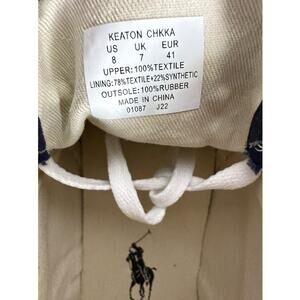 KEATON CHKKA
US UK EUR
8 7 41
UPPER:100%TEXTILE
LINING:78%TEXTILE+22%SYNTHETIC
OUTSOLE:100%RUBBER
MADE IN CHINA
01087 J22